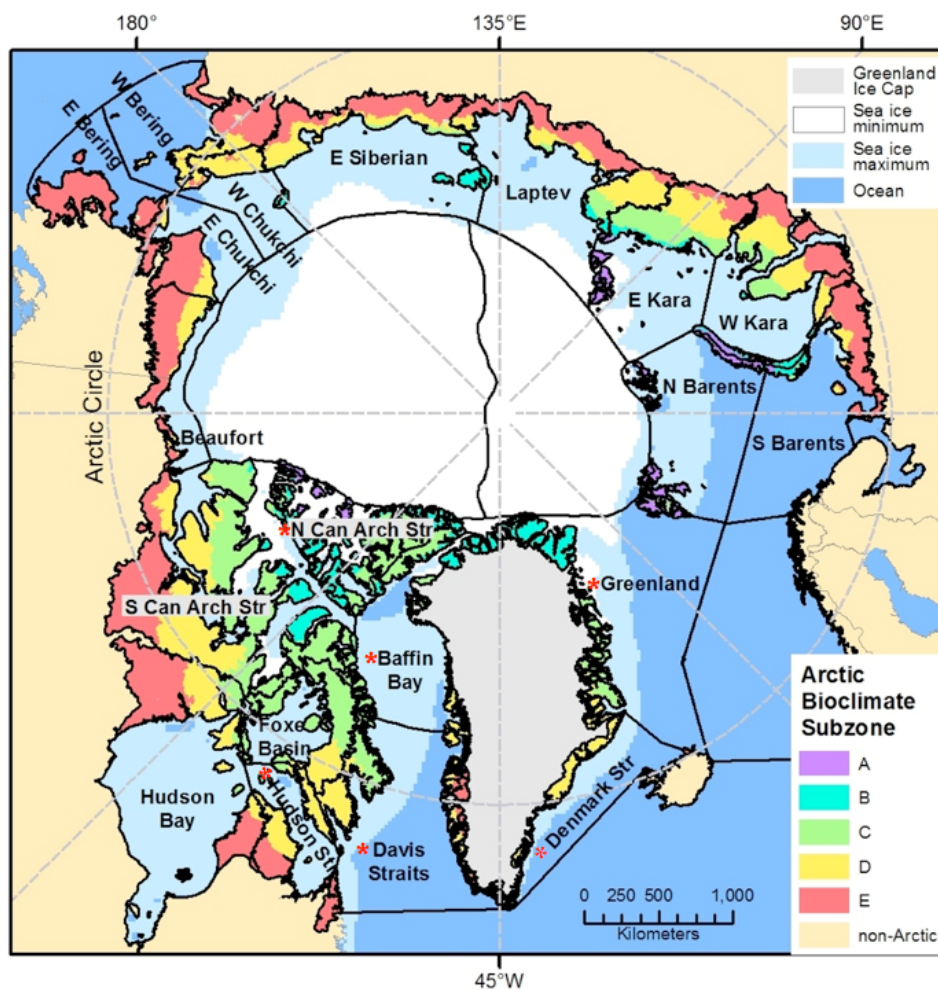 180°
135°
90°
Greenland
Ice Cap
Sea ice
minimum
Sea ice
maximum
Ocean
W Bering
E Bering
E Siberian
Laptev
W Chukchi
E Chukchi
E Kara
W Kara
N Barents
S Barents
Arctic Circle
Beaufort
*N Can Arch Str
*Greenland
S Can Arch Str
*Baffin
Bay
Foxe
Basin
*Hudson Str
Hudson
Bay
*Davis
Straits
*Denmark Str
Arctic
Bioclimate
Subzone
A
B
C
D
E
non-Arctic
0 250 500 1,000
Kilometers
45°W